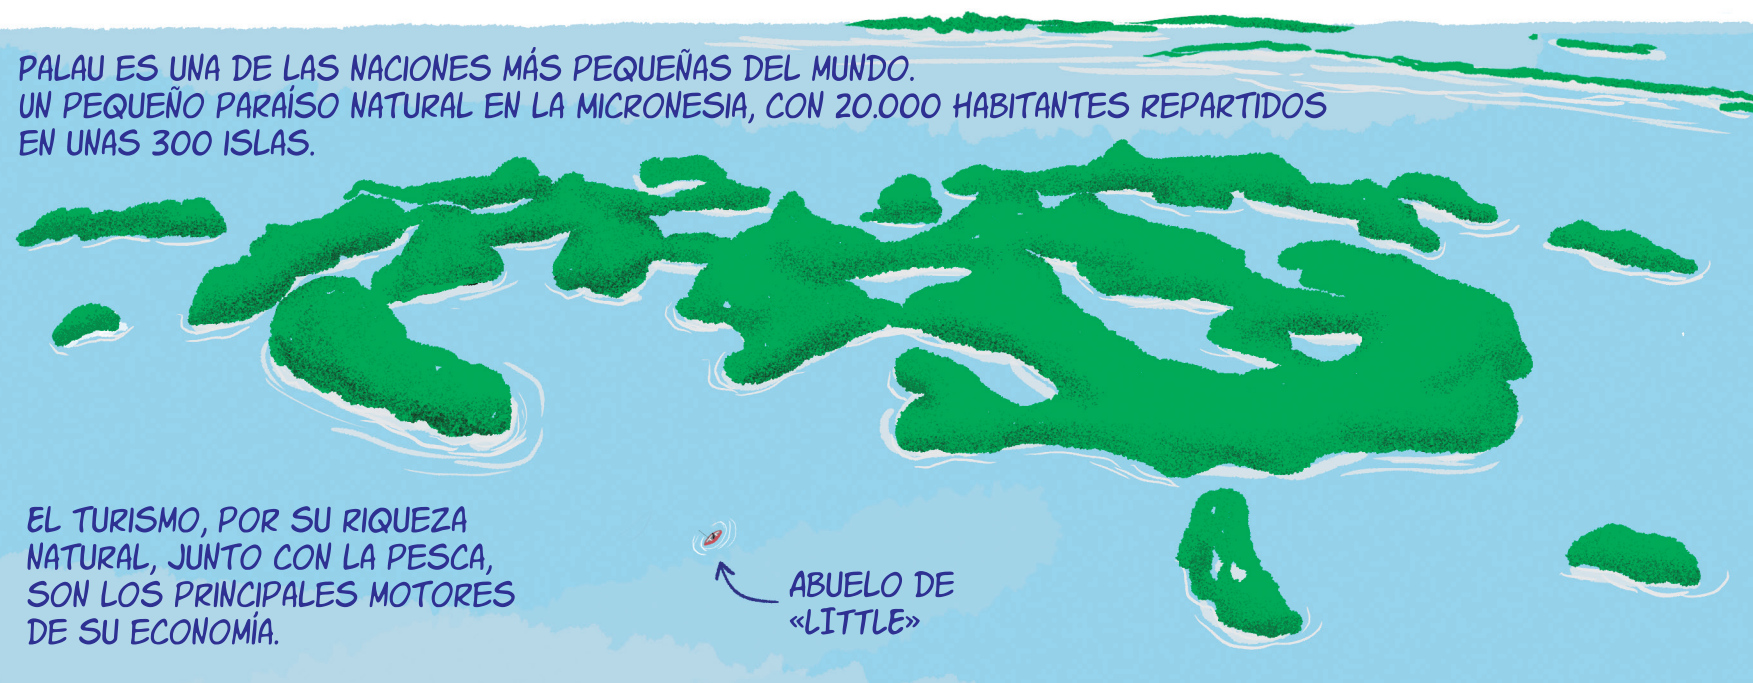 PALAU ES UNA DE LAS NACIONES MÁS PEQUEÑAS DEL MUNDO.
UN PEQUEÑO PARAÍSO NATURAL EN LA MICRONESIA, CON 20.000 HABITANTES REPARTIDOS
EN UNAS 300 ISLAS.
EL TURISMO, POR SU RIQUEZA
NATURAL, JUNTO CON LA PESCA,
SON LOS PRINCIPALES MOTORES
DE SU ECONOMÍA.
ABUELO DE
«LITTLE»